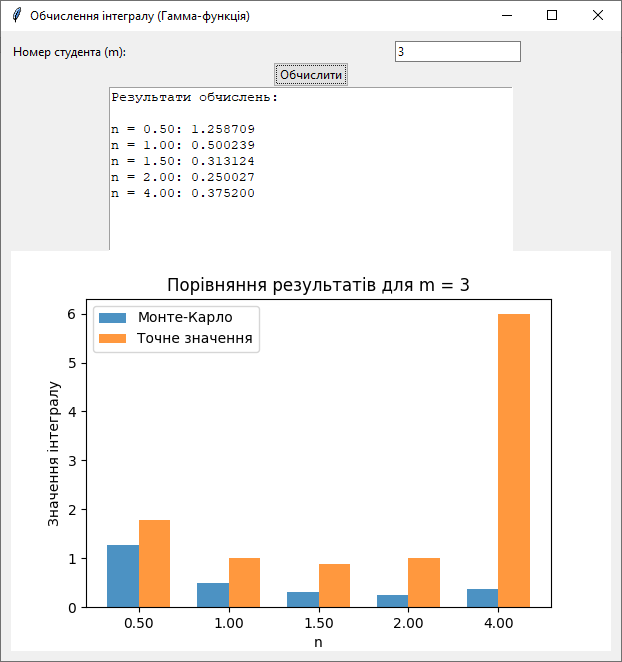 Обчислення інтегралу (Гамма-функція)
Номер студента (m):
3
Обчислити
Результати обчислень:
n = 0.50: 1.258709
n = 1.00: 0.500239
n = 1.50: 0.313124
n = 2.00: 0.250027
n = 4.00: 0.375200
Порівняння результатів для m = 3
Монте-Карло
Точне значення
Значення інтегралу
6
5
4
3
2
1
0
0.50 1.00 1.50 2.00 4.00
n